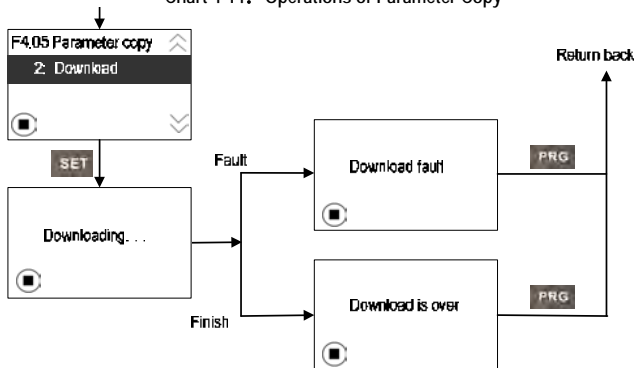 Chart 4-11: Operations of Parameter Copy
F4.05 Parameter copy
2: Download
Return back
SET
Fault
Download fault
PRG
Downloading. . .
Finish
Download is over
PRG